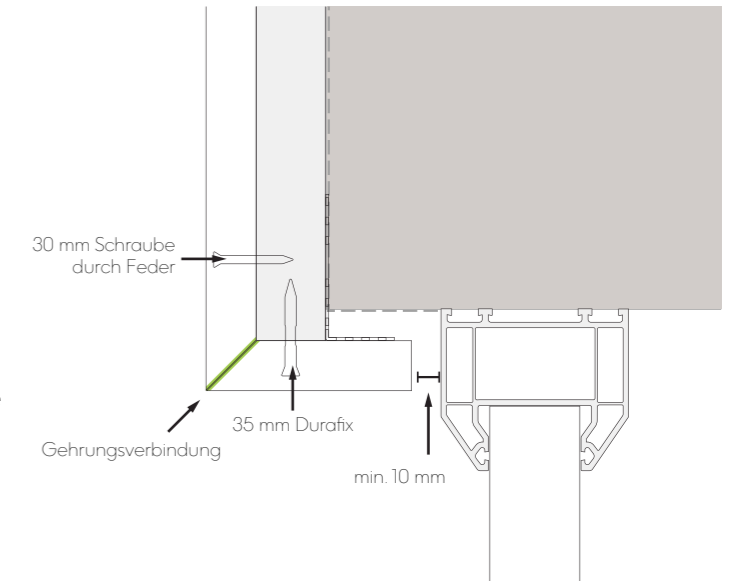 30 mm Schraube
durch Feder
35 mm Durafix
Gehrungsverbindung
min. 10 mm